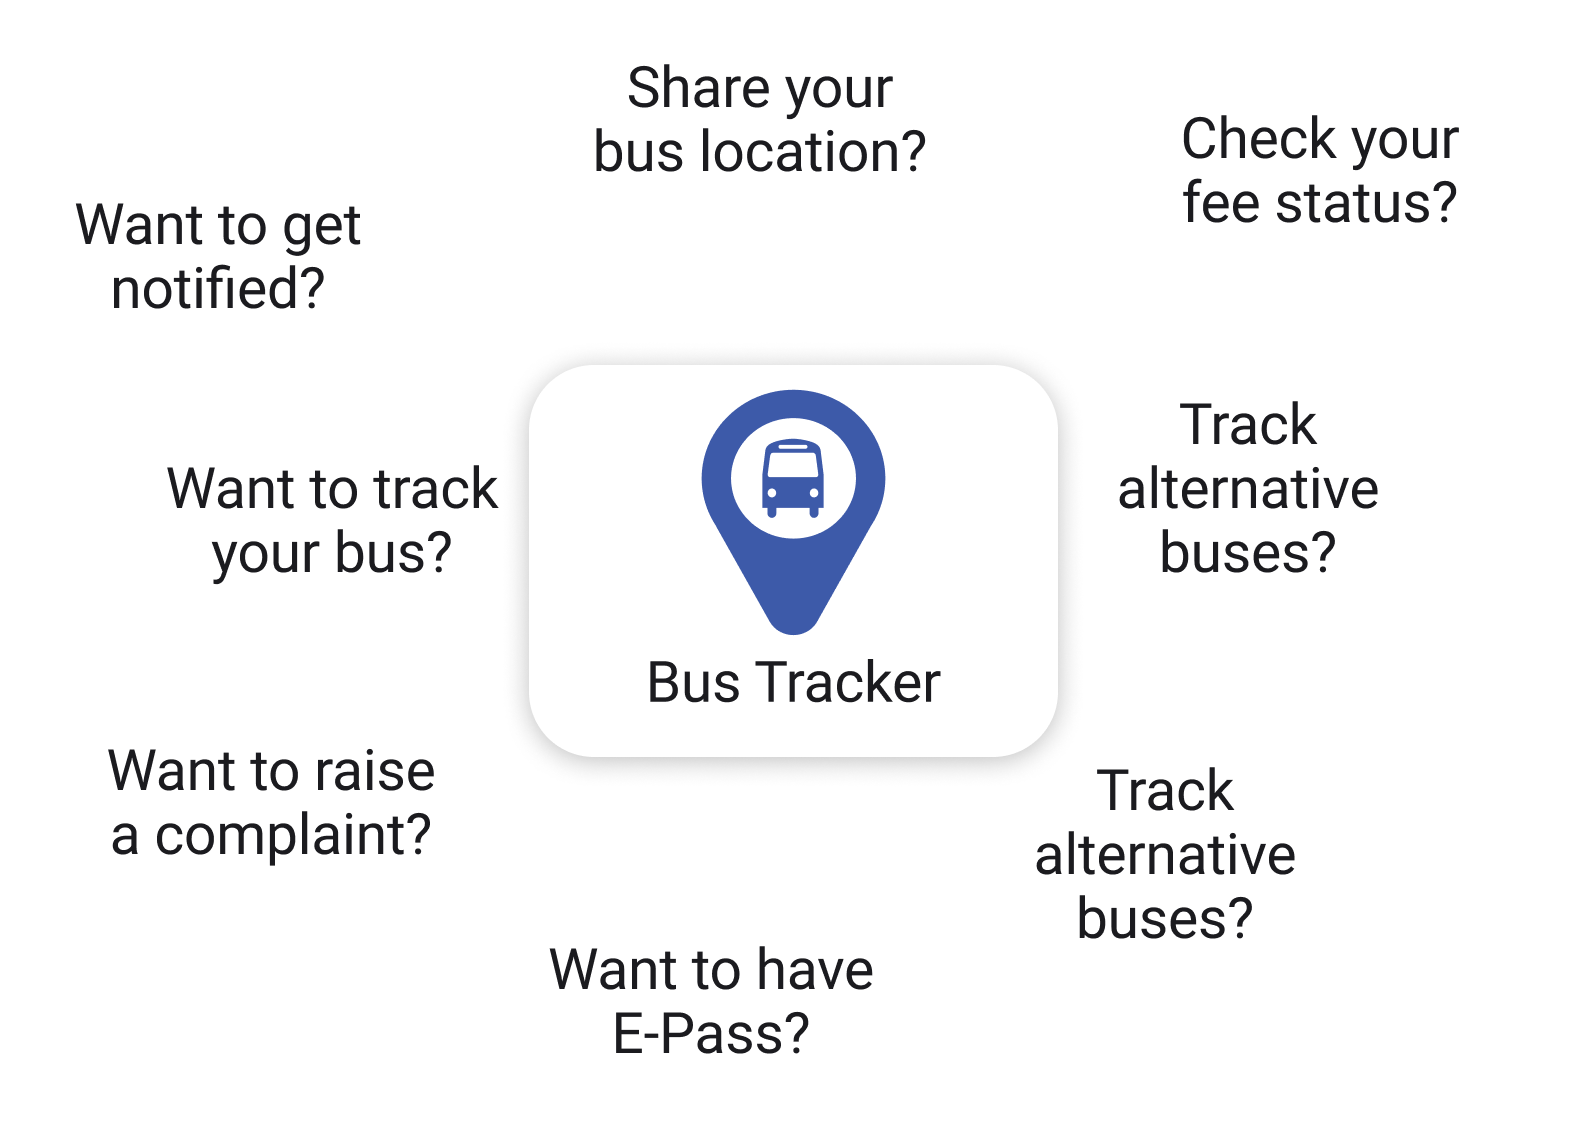 Share your
bus location?
Check your
fee status?
Want to get
notified?
Want to track
your bus?
Track
alternative
buses?
Bus Tracker
Want to raise
a complaint?
Track
alternative
buses?
Want to have
E-Pass?